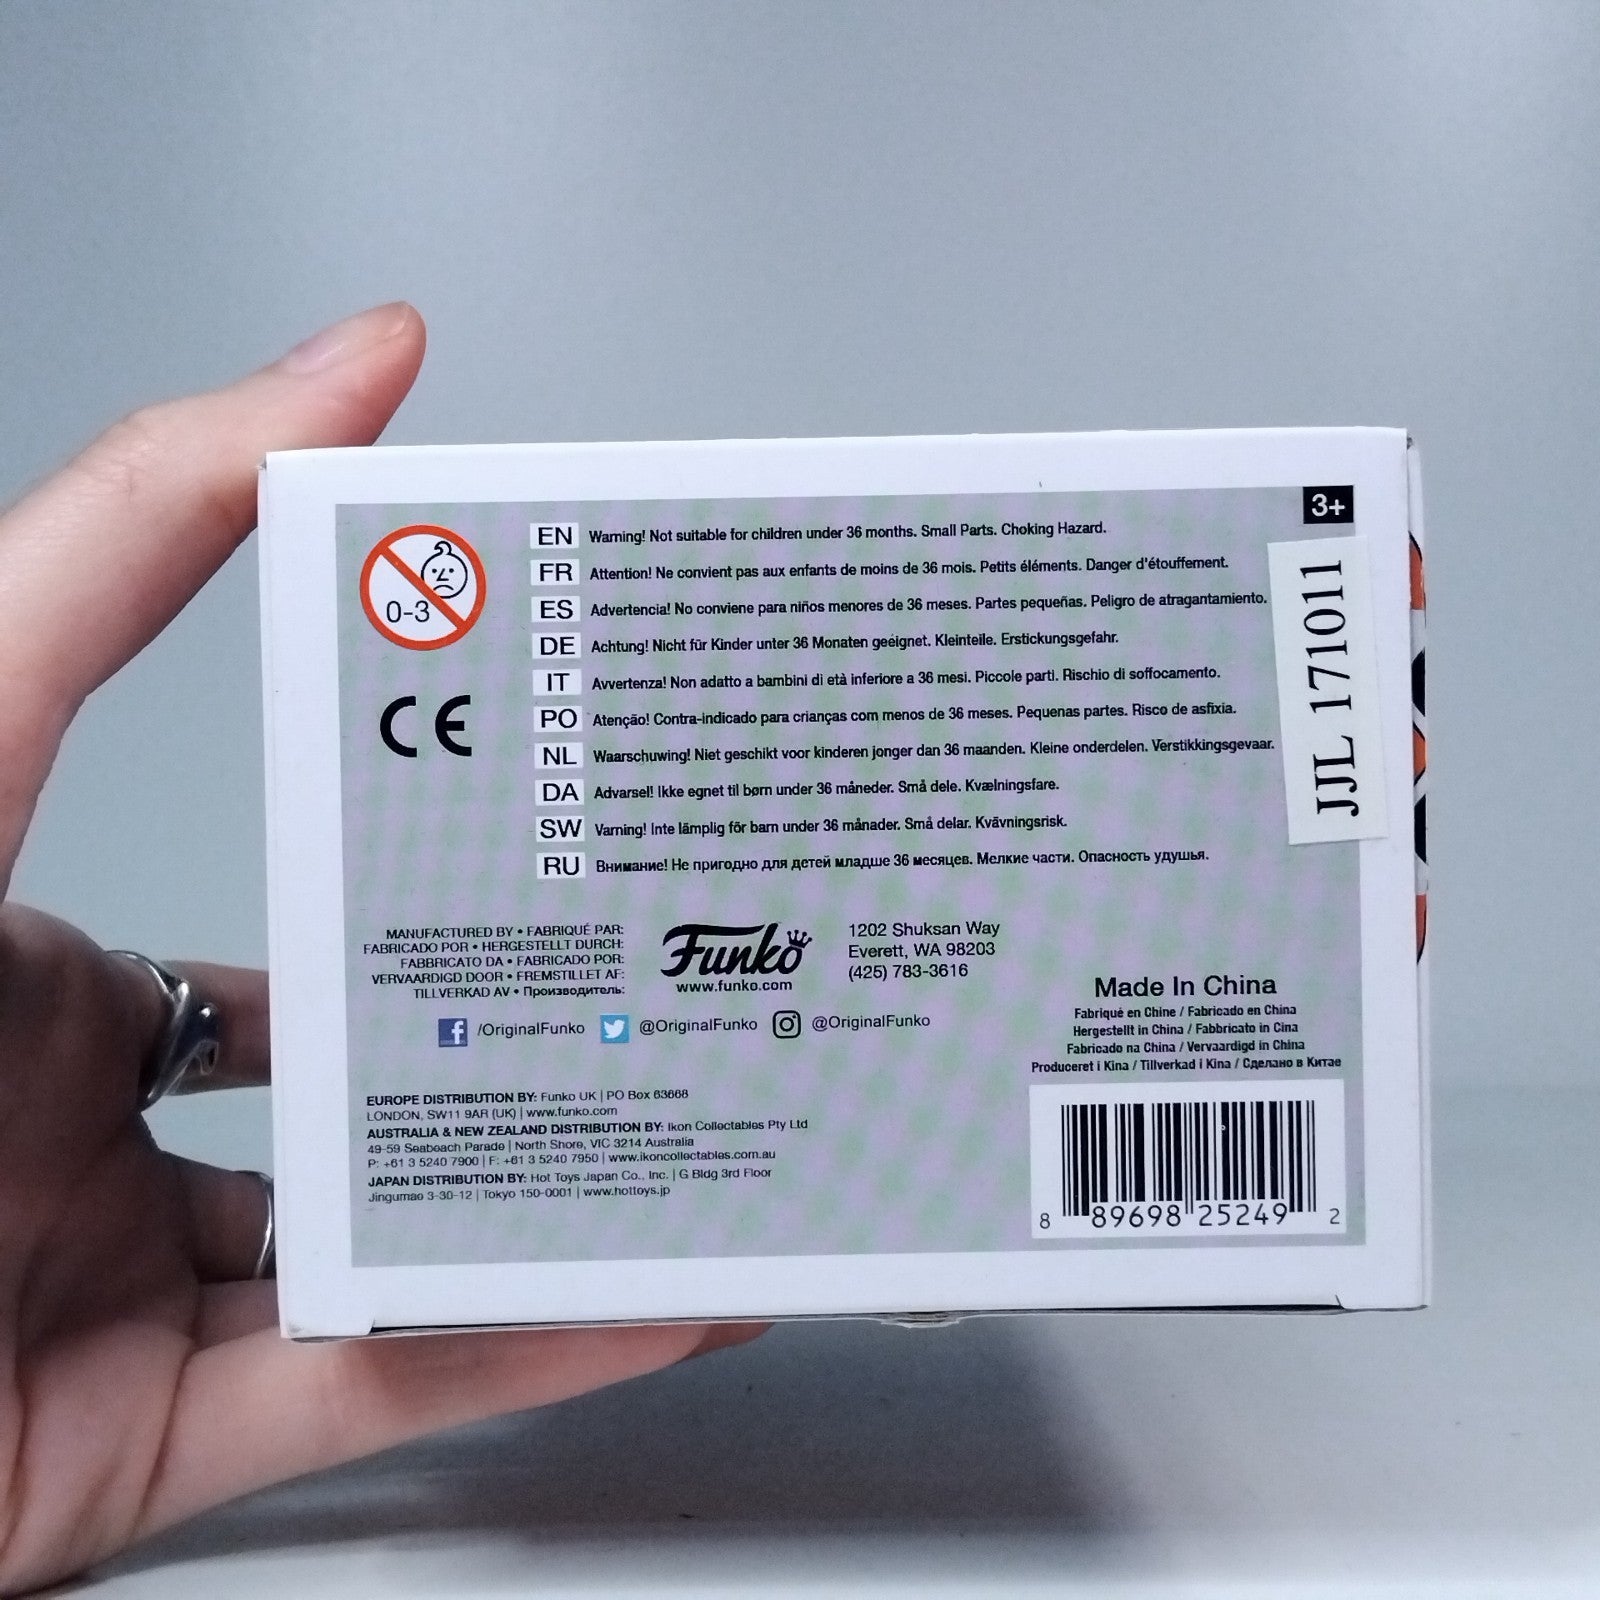 3+
0-3
EN Warning! Not suitable for children under 36 months. Small Parts. Choking Hazard.
FR Attention! Ne convient pas aux enfants de moins de 36 mois. Petits éléments. Danger d'étouffement.
ES Advertencia! No conviene para niños menores de 36 meses. Partes pequeñas. Peligro de atragantamiento.
DE Achtung! Nicht für Kinder unter 36 Monaten geeignet. Kleinteile. Erstickungsgefahr.
IT Avvertenza! Non adatto a bambini di età inferiore a 36 mesi. Piccole parti. Rischio di soffocamento.
PO Atenção! Contra-indicado para crianças com menos de 36 meses. Pequenas partes. Risco de asfixia.
NL Waarschuwing! Niet geschikt voor kinderen jonger dan 36 maanden. Kleine onderdelen. Verstikkingsgevaar.
DA Advarsel! Ikke egnet til børn under 36 måneder. Små dele. Kvælningsfare.
SW Varning! Inte lämplig för barn under 36 månader. Små delar. Kvävningsrisk.
RU Внимание! Не пригодно для детей младше 36 месяцев. Мелкие части. Опасность удушья.
CE
JJL 171011
MANUFACTURED BY • FABRIQUÉ PAR:
FABRICADO POR • HERGESTELLT DURCH:
FABBRICATO DA • FABRICADO POR:
VERVAARDIGD DOOR • FREMSTILLET AF:
TILLVERKAD AV • Производитель:
Funko
www.funko.com
1202 Shuksan Way
Everett, WA 98203
(425) 783-3616
/OriginalFunko @OriginalFunko @OriginalFunko
Made In China
Fabriqué en Chine / Fabricado en China
Hergestellt in China / Fabbricato in Cina
Fabricado na China / Vervaardigd in China
Produceret i Kina / Tillverkad i Kina / Сделано в Китае
EUROPE DISTRIBUTION BY: Funko UK | PO Box 63668
LONDON, SW11 9AR (UK) | www.funko.com
AUSTRALIA & NEW ZEALAND DISTRIBUTION BY: Ikon Collectables Pty Ltd
49-59 Seabeach Parade | North Shore, VIC 3214 Australia
P: +61 3 5240 7900 | F: +61 3 5240 7950 | www.ikoncollectables.com.au
JAPAN DISTRIBUTION BY: Hot Toys Japan Co., Inc. | G Bldg 3rd Floor
Jingumae 3-30-12 | Tokyo 150-0001 | www.hottoys.jp
8 89698 25249 2